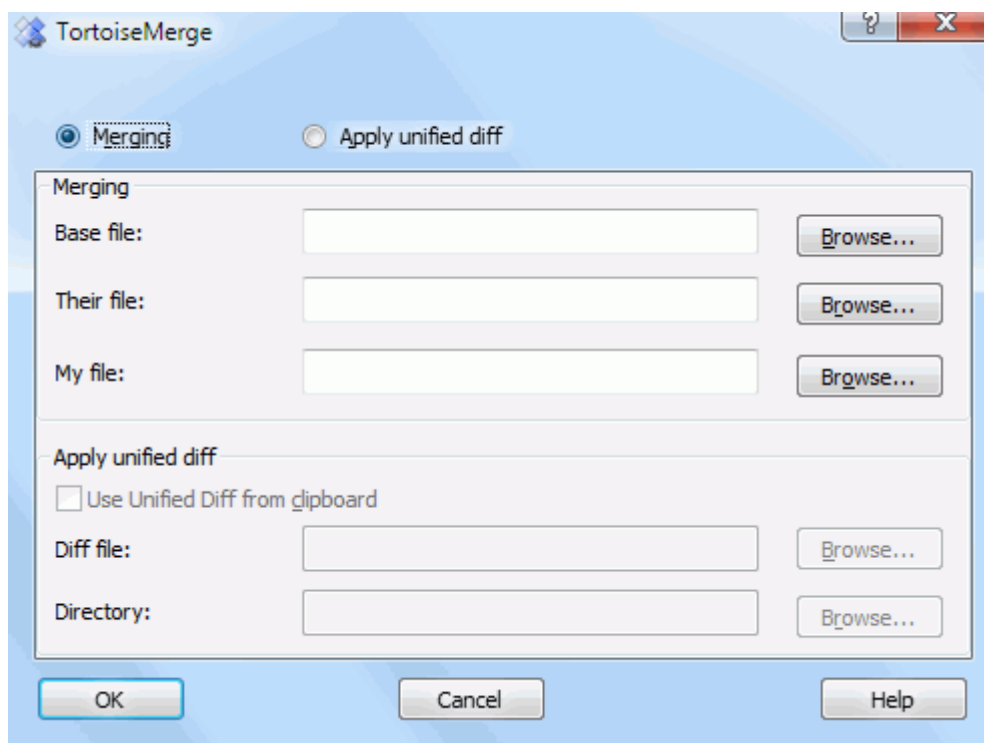 TortoiseMerge
?
X
Merging
Apply unified diff
Merging
Base file:
Browse...
Their file:
Browse...
My file:
Browse...
Apply unified diff
Use Unified Diff from clipboard
Diff file:
Browse...
Directory:
Browse...
OK
Cancel
Help